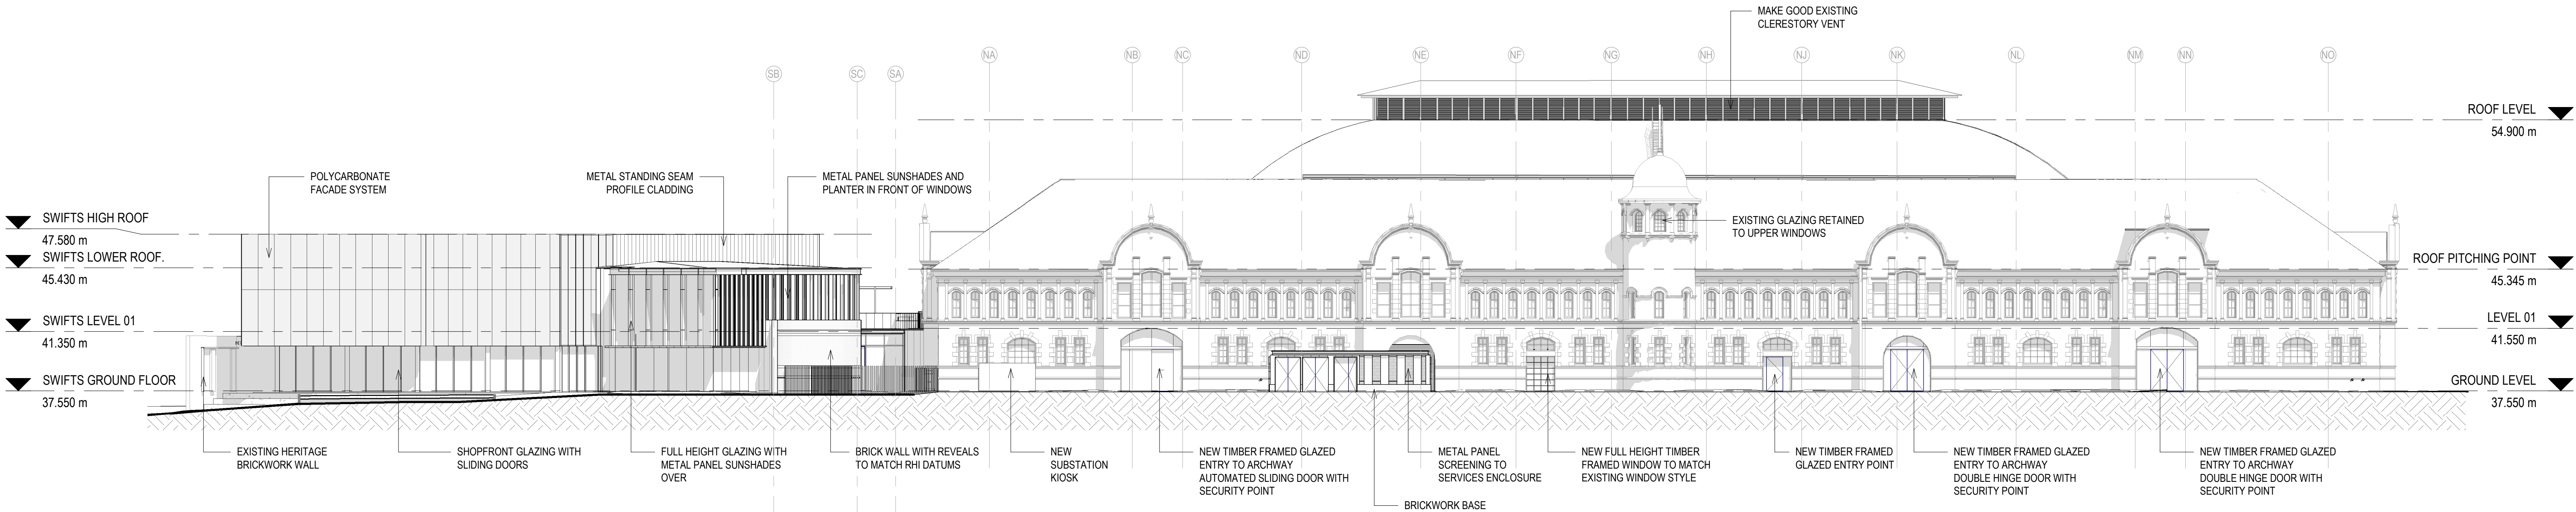 MAKE GOOD EXISTING
CLERESTORY VENT
NA
NB
NC
ND
NE
NF
NG
NH
NJ
NK
NL
NM
NN
NO
SB
SC
SA
ROOF LEVEL
54.900 m
POLYCARBONATE
FACADE SYSTEM
METAL STANDING SEAM
PROFILE CLADDING
METAL PANEL SUNSHADES AND
PLANTER IN FRONT OF WINDOWS
SWIFTS HIGH ROOF
47.580 m
EXISTING GLAZING RETAINED
TO UPPER WINDOWS
SWIFTS LOWER ROOF.
45.430 m
ROOF PITCHING POINT
45.345 m
SWIFTS LEVEL 01
41.350 m
LEVEL 01
41.550 m
SWIFTS GROUND FLOOR
37.550 m
GROUND LEVEL
37.550 m
EXISTING HERITAGE
BRICKWORK WALL
SHOPFRONT GLAZING WITH
SLIDING DOORS
FULL HEIGHT GLAZING WITH
METAL PANEL SUNSHADES
OVER
BRICK WALL WITH REVEALS
TO MATCH RHI DATUMS
NEW
SUBSTATION
KIOSK
NEW TIMBER FRAMED GLAZED
ENTRY TO ARCHWAY
AUTOMATED SLIDING DOOR WITH
SECURITY POINT
METAL PANEL
SCREENING TO
SERVICES ENCLOSURE
BRICKWORK BASE
NEW FULL HEIGHT TIMBER
FRAMED WINDOW TO MATCH
EXISTING WINDOW STYLE
NEW TIMBER FRAMED
GLAZED ENTRY POINT
NEW TIMBER FRAMED GLAZED
ENTRY TO ARCHWAY
DOUBLE HINGE DOOR WITH
SECURITY POINT
NEW TIMBER FRAMED GLAZED
ENTRY TO ARCHWAY
DOUBLE HINGE DOOR WITH
SECURITY POINT